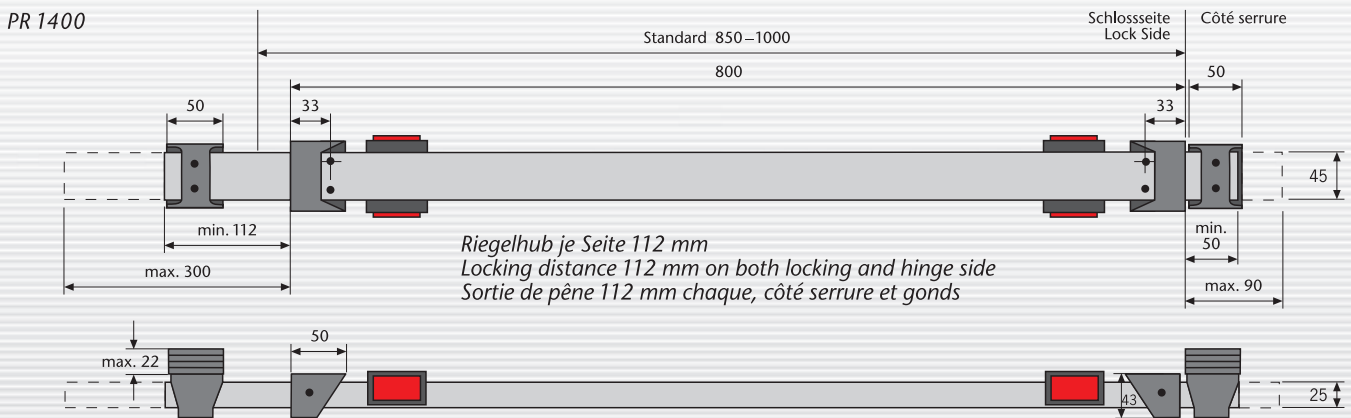 PR 1400
Schlossseite
Lock Side
Côté serrure
Standard 850–1000
800
50
33
33
50
45
min. 112
max. 300
min.
50
max. 90
Riegelhub je Seite 112 mm
Locking distance 112 mm on both locking and hinge side
Sortie de pêne 112 mm chaque, côté serrure et gonds
max. 22
50
43
25